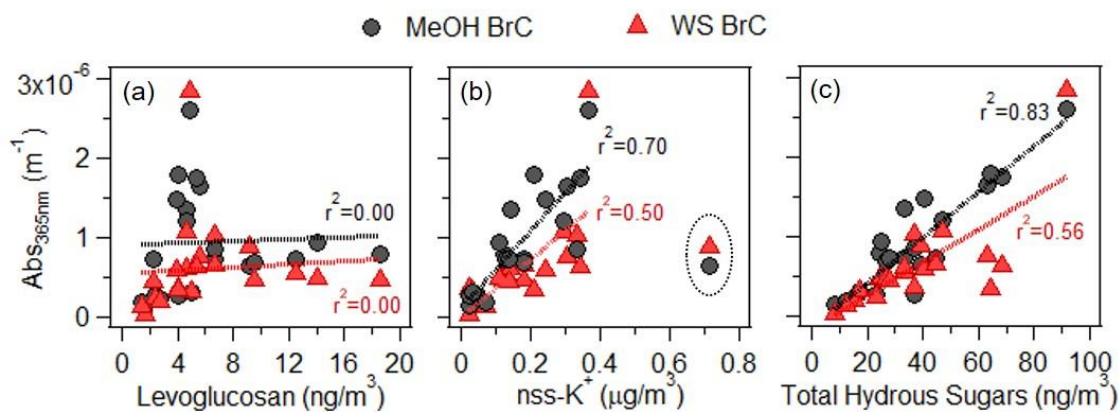 MeOH BrC WS BrC
(a) (b) (c)
3x10⁻⁶
2
1
0
Abs₃₆₅ₙₘ (m⁻¹)
r²=0.00
r²=0.00
r²=0.70
r²=0.50
r²=0.83
r²=0.56
0 4 8 12 16 20
Levoglucosan (ng/m³)
0.0 0.2 0.4 0.6 0.8
nss-K⁺ (μg/m³)
0 20 40 60 80 100
Total Hydrous Sugars (ng/m³)